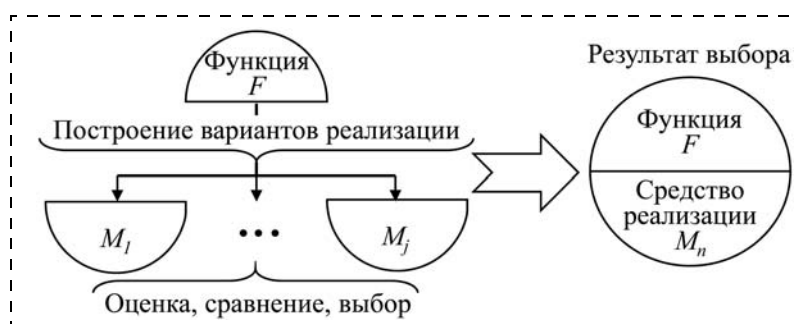 Функция
F
Построение вариантов реализации
M1
...
Mj
Оценка, сравнение, выбор
Результат выбора
Функция
F
Средство
реализации
Mn